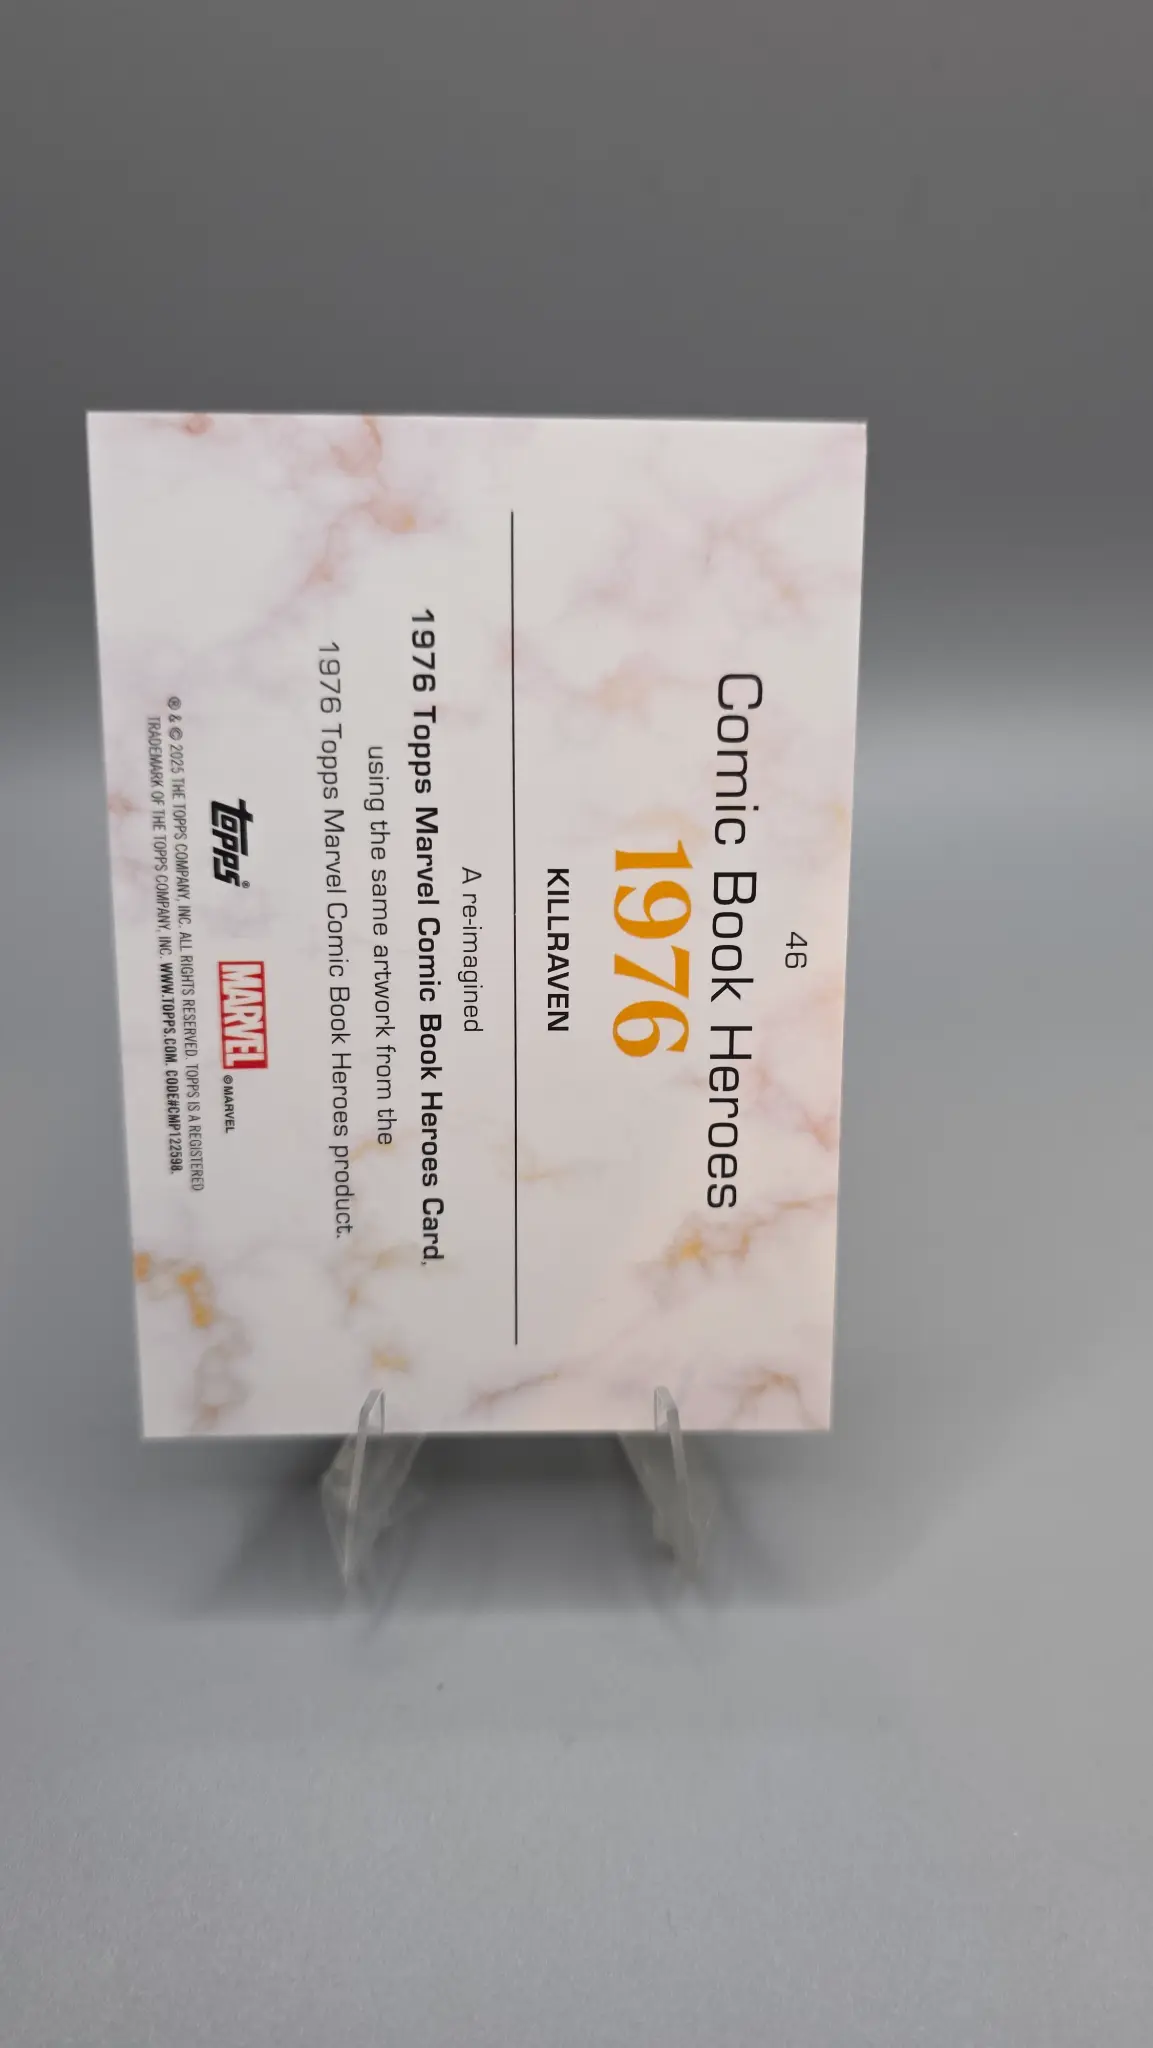 46
Comic Book Heroes
1976
KILLRAVEN
A re-imagined
1976 Topps Marvel Comic Book Heroes Card,
using the same artwork from the
1976 Topps Marvel Comic Book Heroes product.
topps® MARVEL ©MARVEL
® & © 2025 THE TOPPS COMPANY, INC. ALL RIGHTS RESERVED. TOPPS IS A REGISTERED
TRADEMARK OF THE TOPPS COMPANY, INC. WWW.TOPPS.COM. CODE#CMP122598.